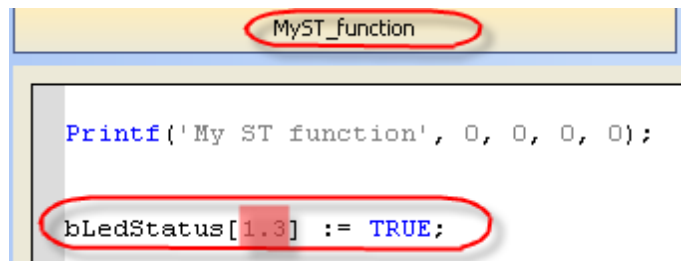 MyST_function
Printf('My ST function', 0, 0, 0, 0);
bLedStatus[1.3] := TRUE;